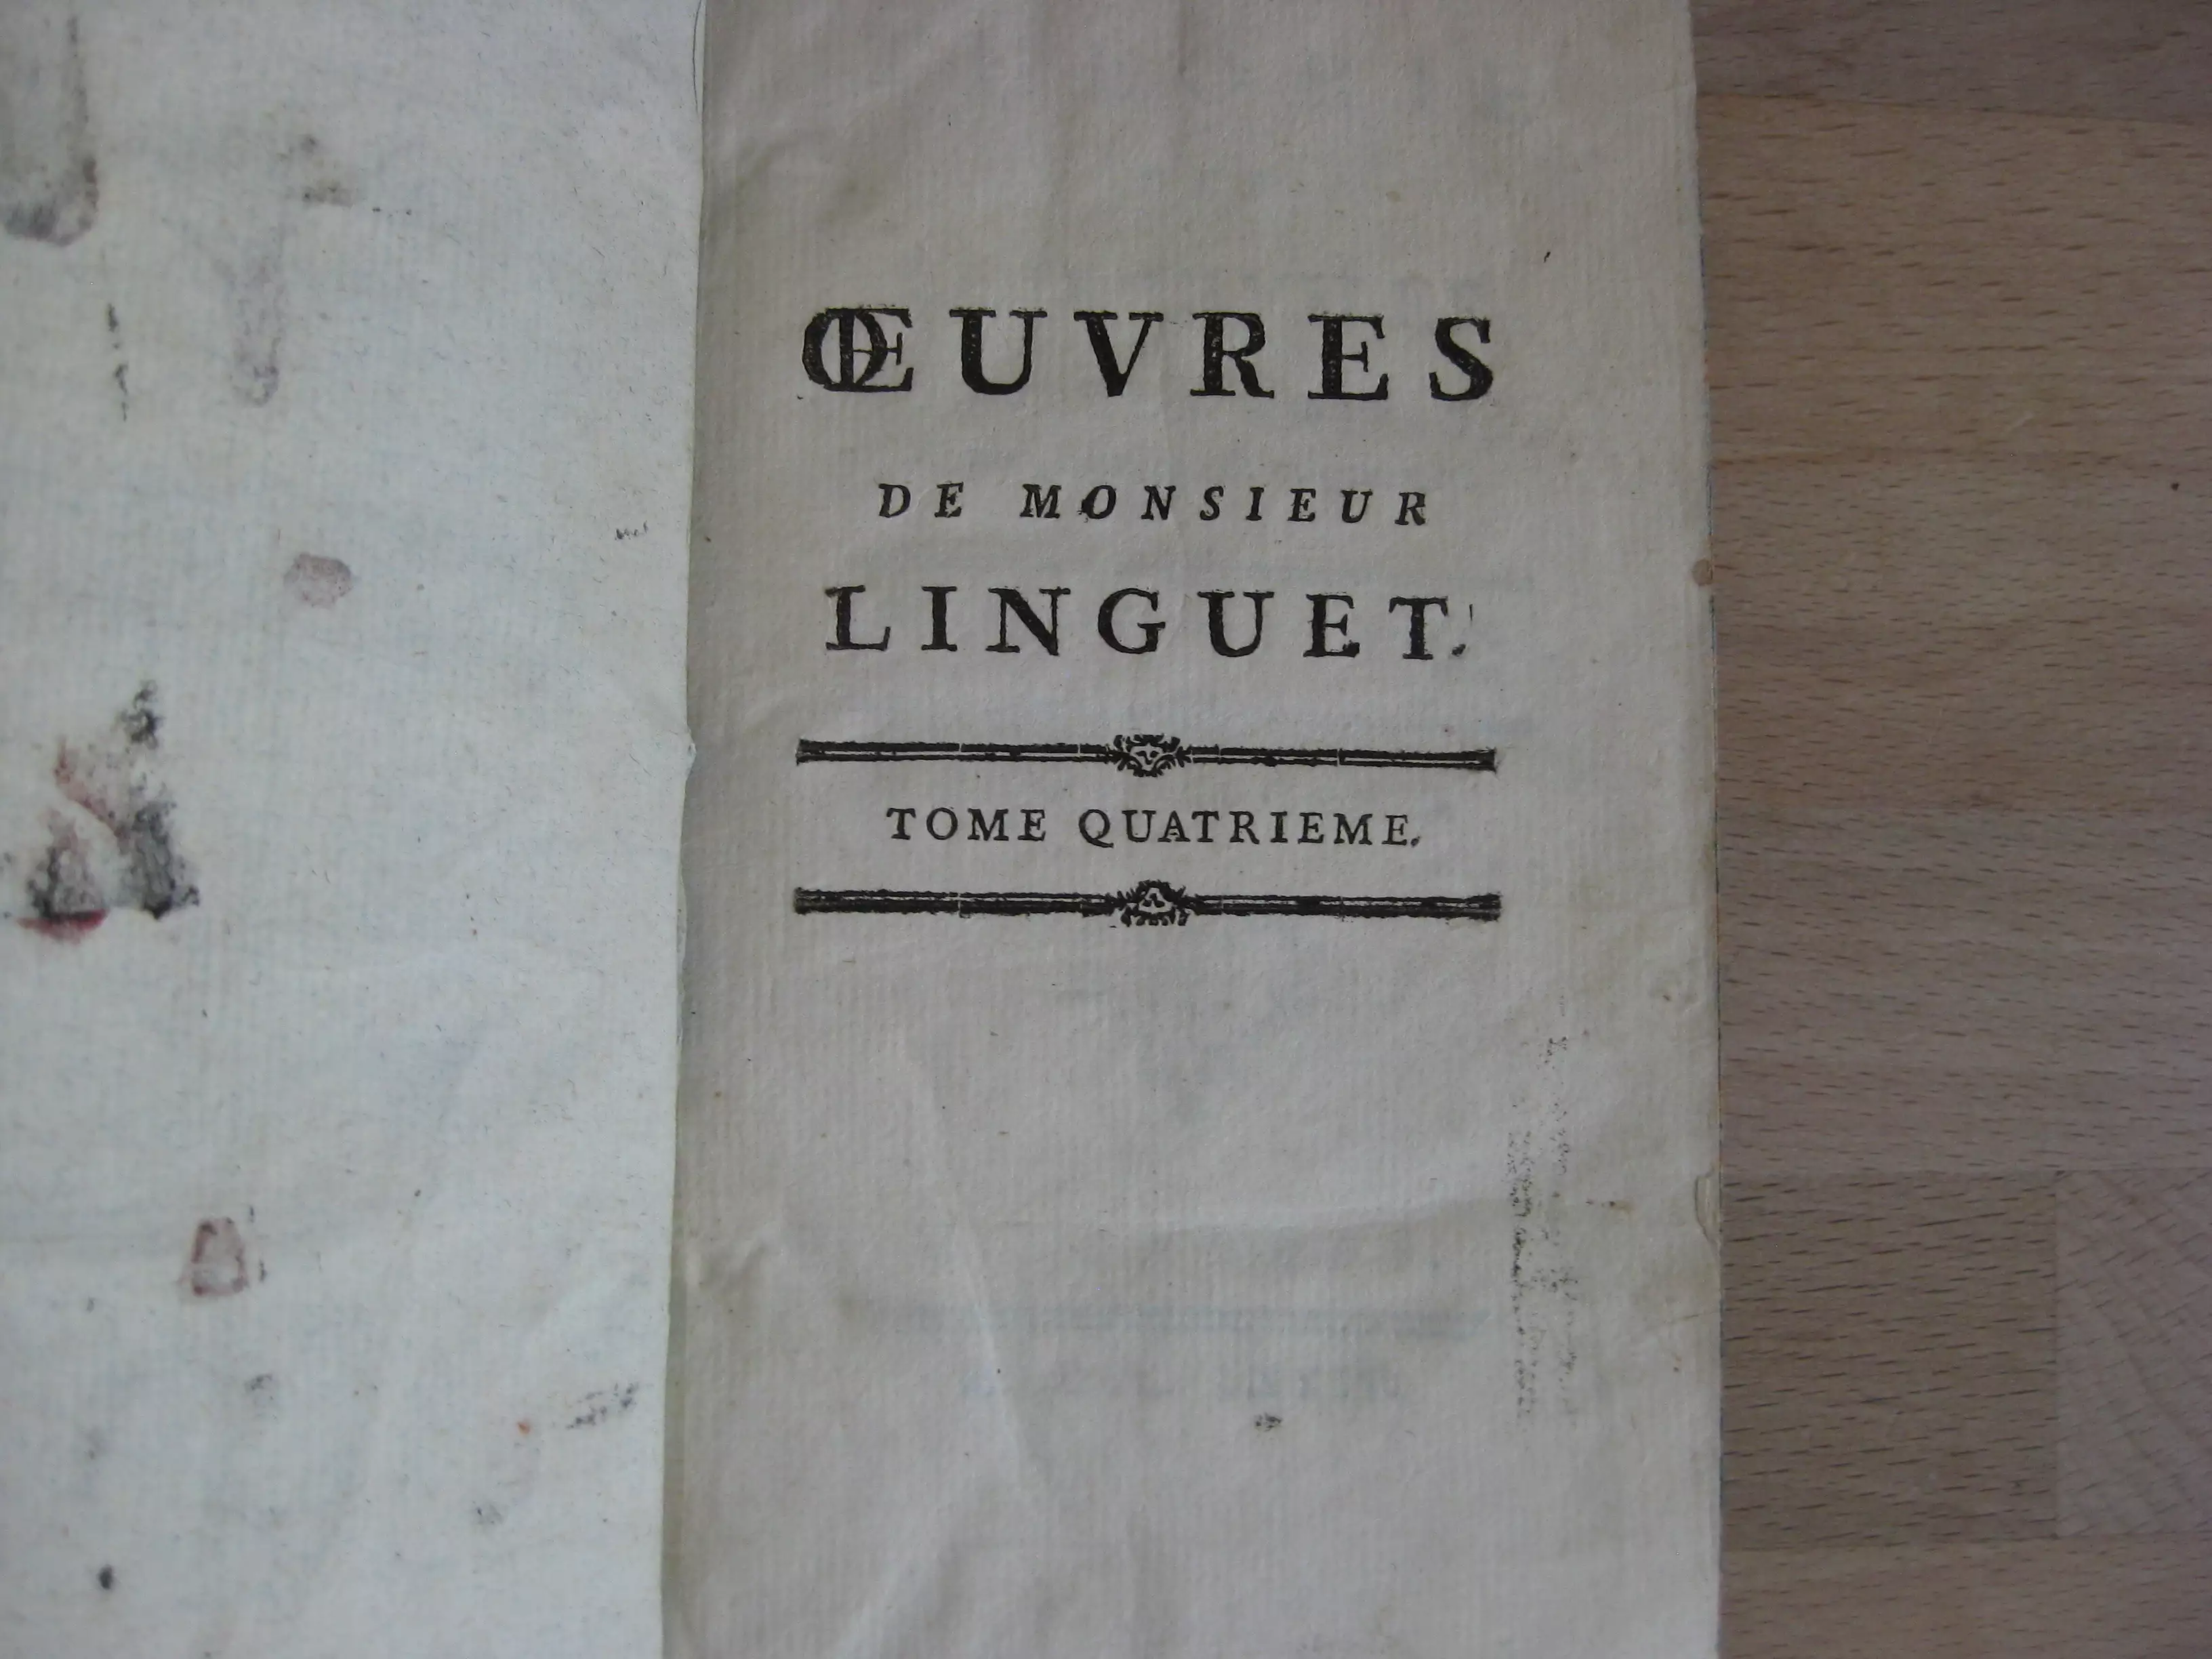 ŒUVRES
DE MONSIEUR
LINGUET.
TOME QUATRIEME.